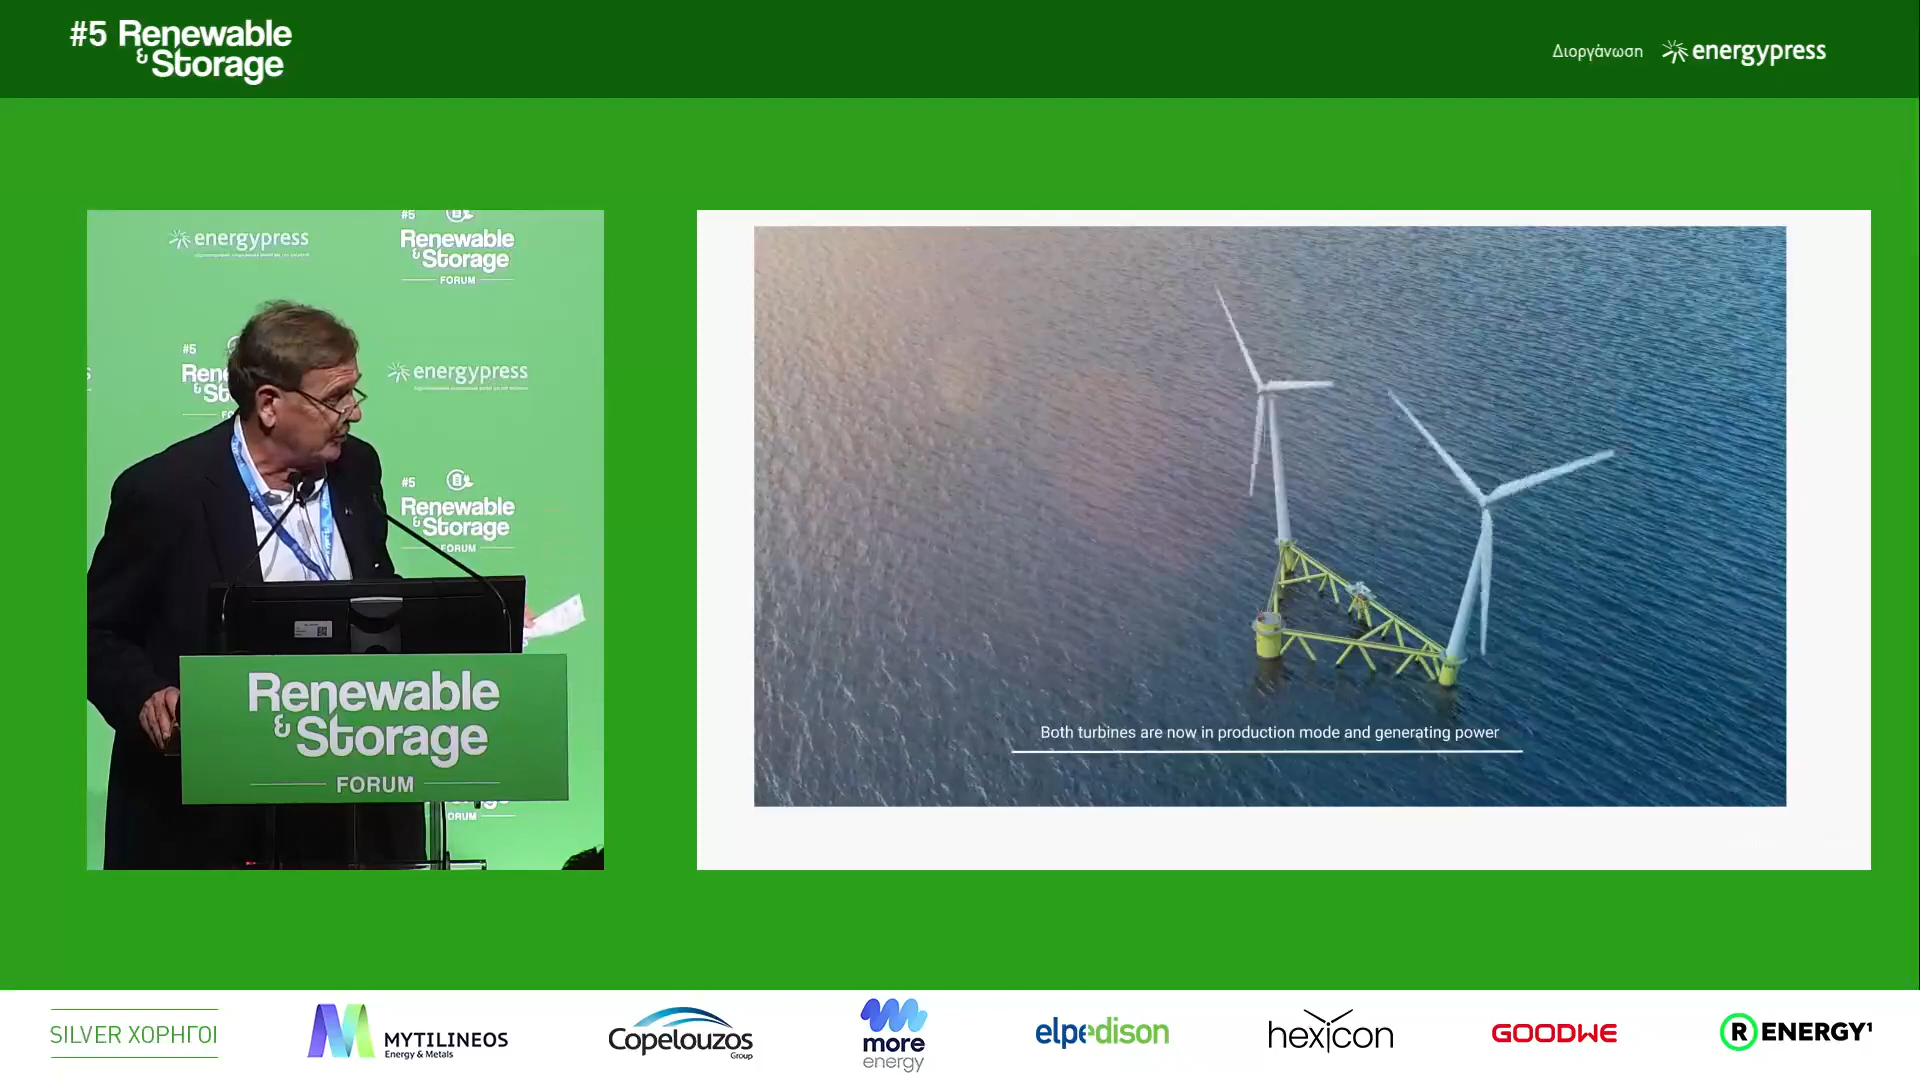 #5 Renewable
& Storage
Διοργάνωση energypress
energypress
#5
Renewable
& Storage
FORUM
#5
energypress
#5
Renewable
& Storage
FORUM
Renewable
& Storage
FORUM
Both turbines are now in production mode and generating power
SILVER ΧΟΡΗΓΟΙ
MYTILINEOS
Energy & Metals
Copelouzos
Group
more
energy
elpedison
hexicon
GOODWE
R ENERGY¹